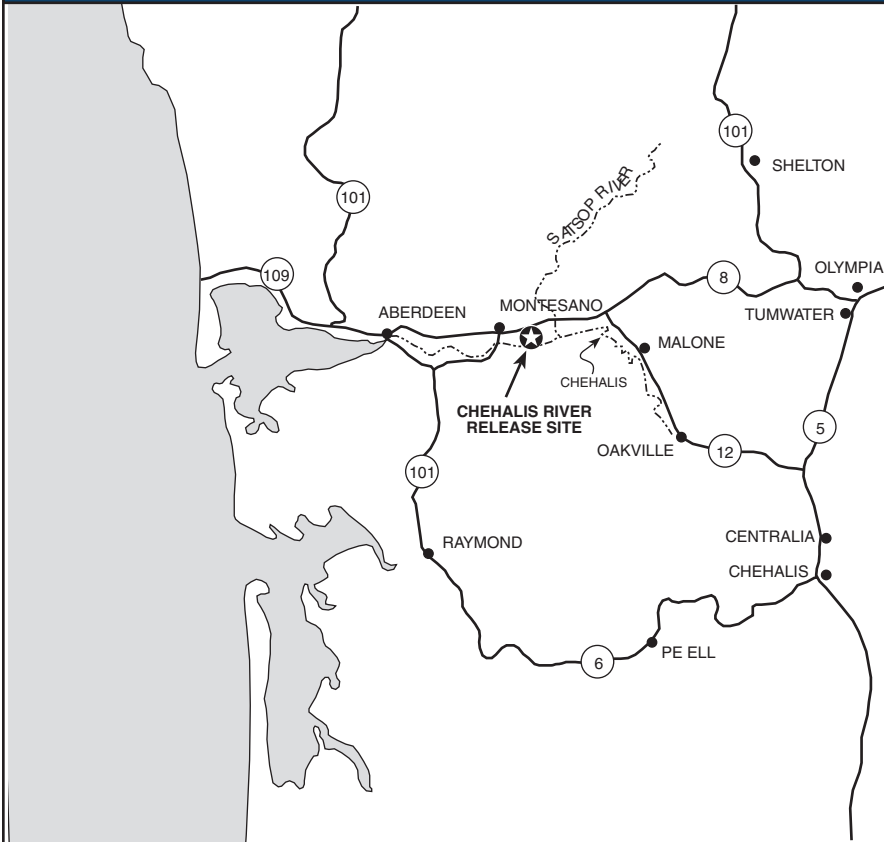 101
SHELTON
SATSOP RIVER
101
109
8
OLYMPIA
ABERDEEN
MONTESANO
TUMWATER
MALONE
CHEHALIS
CHEHALIS RIVER
RELEASE SITE
5
OAKVILLE
12
101
RAYMOND
CENTRALIA
CHEHALIS
6
PE ELL